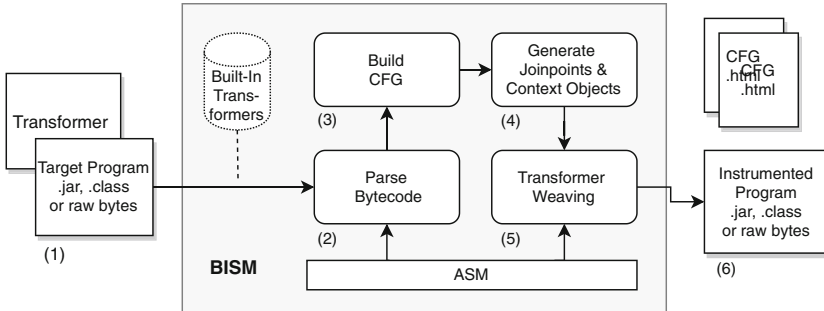 Transformer
Target Program
.jar, .class
or raw bytes
(1)
Built-In
Trans-
formers
BISM
Build
CFG
(3)
Generate
Joinpoints &
Context Objects
(4)
Parse
Bytecode
(2)
Transformer
Weaving
(5)
ASM
CFG
.html
CFG
.html
Instrumented
Program
.jar, .class
or raw bytes
(6)